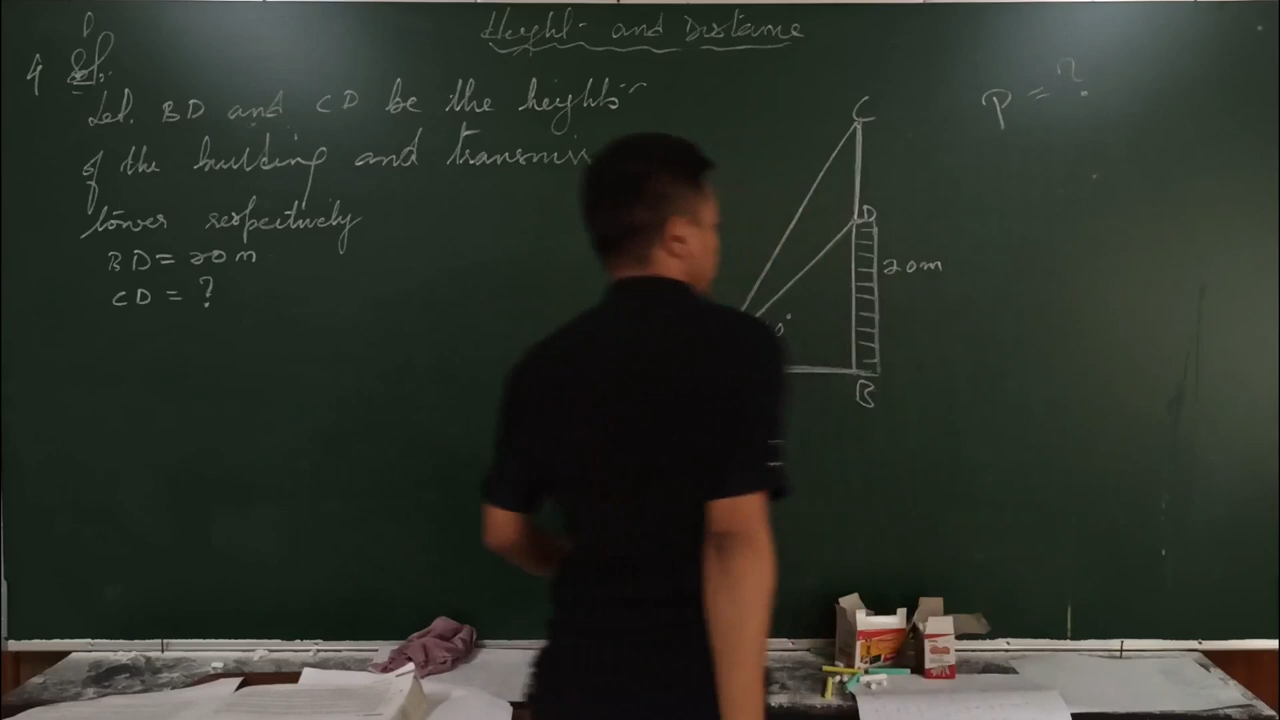 Height and Distance
4 Sol.
Let. BD and CD be the heights
of the building and transmis
tower respectively
BD = 20 m
CD = ?
P = ?
C
D
20m
0°
B